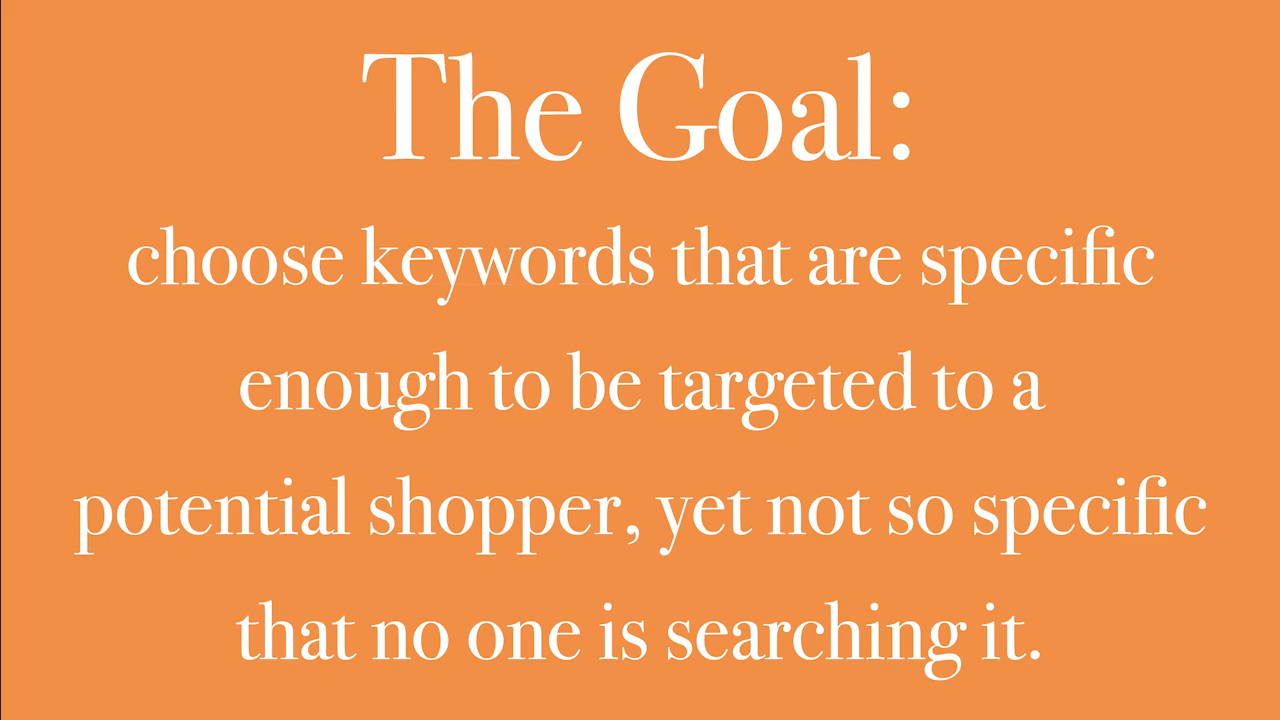 The Goal:
choose keywords that are specific
enough to be targeted to a
potential shopper, yet not so specific
that no one is searching it.